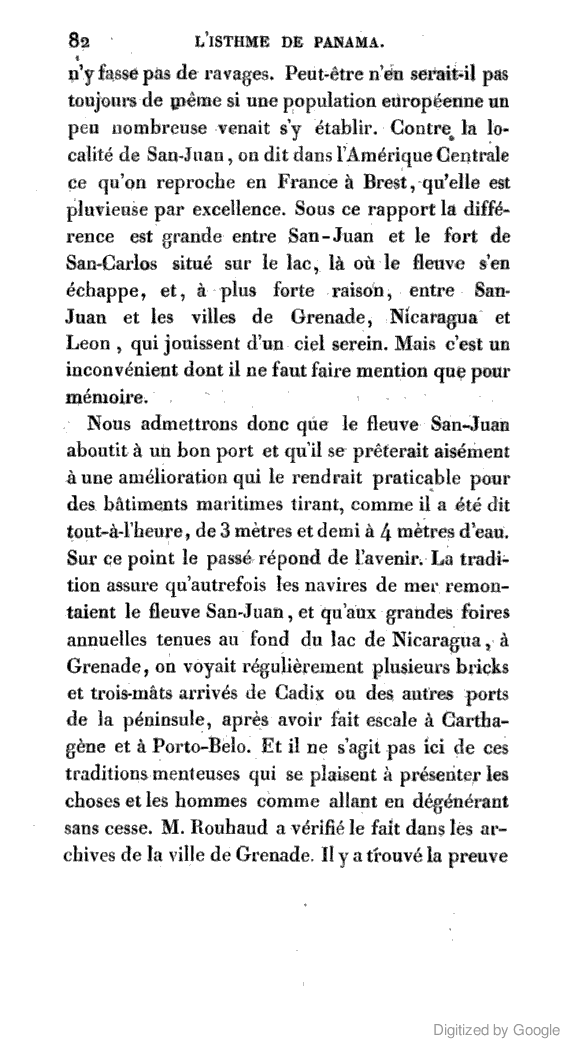 82 L'ISTHME DE PANAMA.
n'y fasse pas de ravages. Peut-être n'en serait-il pas
toujours de même si une population européenne un
peu nombreuse venait s'y établir. Contre la lo-
calité de San-Juan, on dit dans l'Amérique Centrale
ce qu'on reproche en France à Brest, qu'elle est
pluvieuse par excellence. Sous ce rapport la diffé-
rence est grande entre San-Juan et le fort de
San-Carlos situé sur le lac, là où le fleuve s'en
échappe, et, à plus forte raison, entre San-
Juan et les villes de Grenade, Nicaragua et
Leon, qui jouissent d'un ciel serein. Mais c'est un
inconvénient dont il ne faut faire mention que pour
mémoire.
Nous admettrons donc que le fleuve San-Juan
aboutit à un bon port et qu'il se prêterait aisément
à une amélioration qui le rendrait praticable pour
des bâtiments maritimes tirant, comme il a été dit
tout-à-l'heure, de 3 mètres et demi à 4 mètres d'eau.
Sur ce point le passé répond de l'avenir. La tradi-
tion assure qu'autrefois les navires de mer remon-
taient le fleuve San-Juan, et qu'aux grandes foires
annuelles tenues au fond du lac de Nicaragua, à
Grenade, on voyait régulièrement plusieurs bricks
et trois-mâts arrivés de Cadix ou des autres ports
de la péninsule, après avoir fait escale à Cartha-
gène et à Porto-Belo. Et il ne s'agit pas ici de ces
traditions menteuses qui se plaisent à présenter les
choses et les hommes comme allant en dégénérant
sans cesse. M. Rouhaud a vérifié le fait dans les ar-
chives de la ville de Grenade. Il y a trouvé la preuve
Digitized by Google